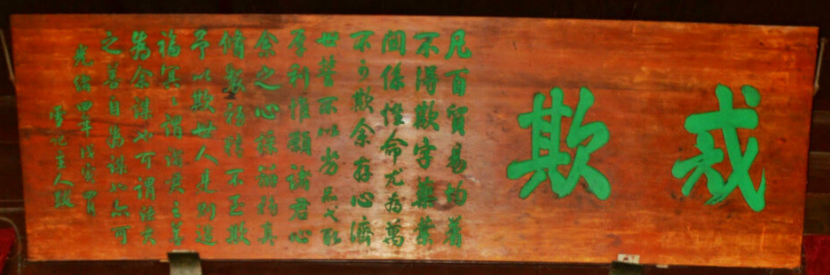 戒欺
凡百貿易均着
不得欺字藥業
關係性命尤為萬
不可欺余存心濟
世誓不以劣品弋取
厚利惟願諸君心
余之心採辦務真
修製務精不至欺
予以欺世人是則造
福冥冥謂諸君之善
為余謀也可謂諸君
之善自為謀也亦可
光緒四年戊寅四月
雪記主人跋